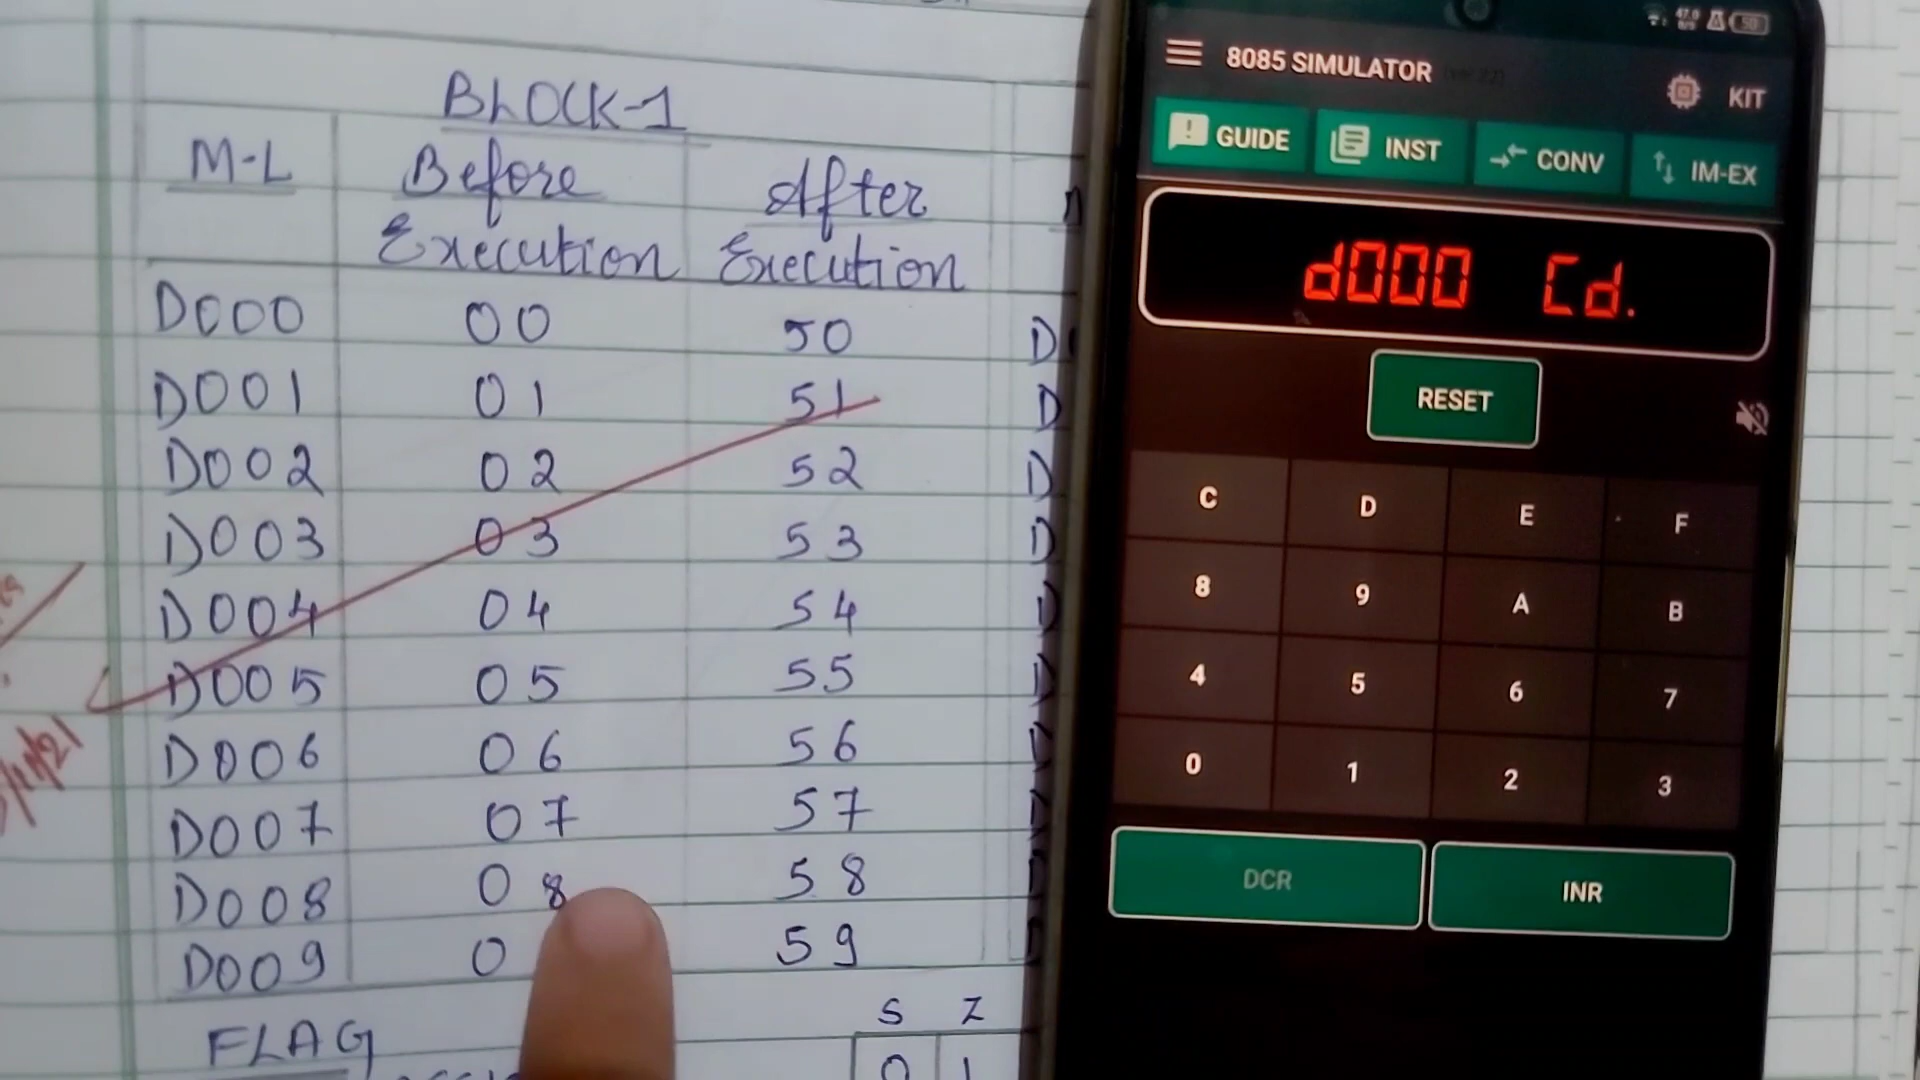 BLOCK-1
M-L Before Execution After Execution
D000 00 50
D001 01 51
D002 02 52
D003 03 53
D004 04 54
D005 05 55
D006 06 56
D007 07 57
D008 08 58
D009 0 59
FLAG
S Z
0 1
8085 SIMULATOR
KIT
GUIDE INST CONV IM-EX
d000 Cd.
RESET
C D E F
8 9 A B
4 5 6 7
0 1 2 3
DCR INR